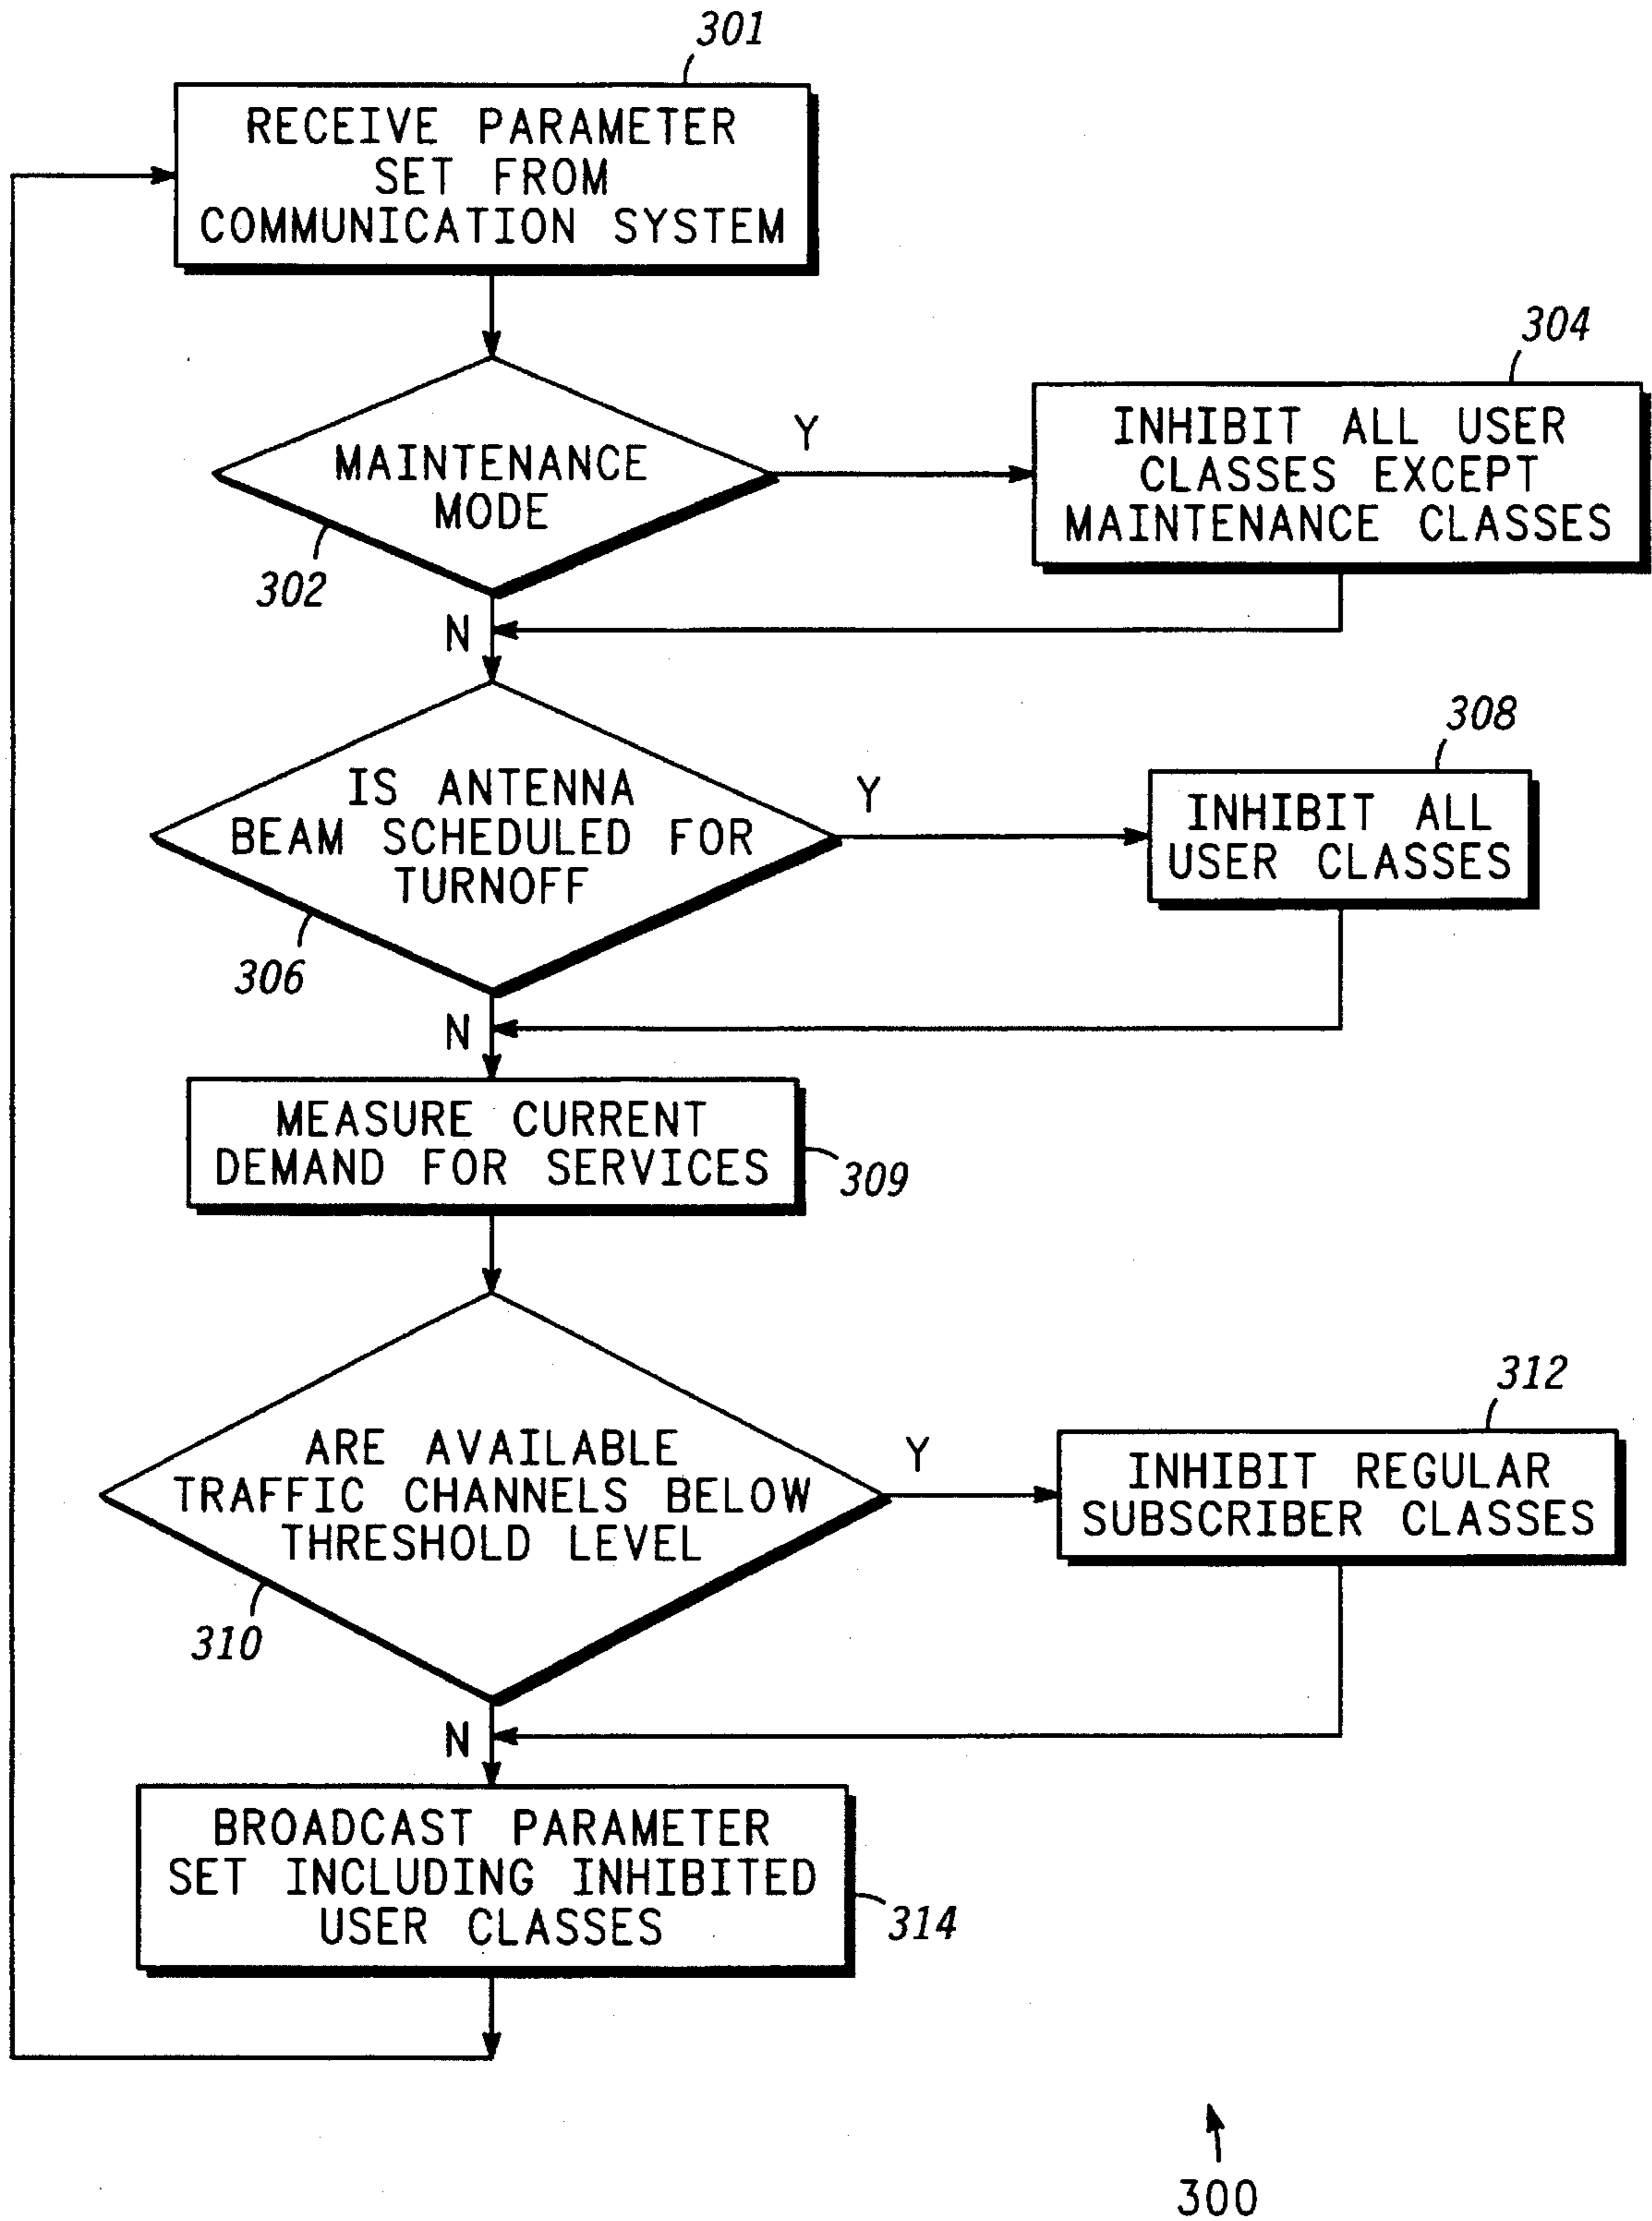 301
RECEIVE PARAMETER
SET FROM
COMMUNICATION SYSTEM
MAINTENANCE
MODE
302
Y
304
INHIBIT ALL USER
CLASSES EXCEPT
MAINTENANCE CLASSES
N
IS ANTENNA
BEAM SCHEDULED FOR
TURNOFF
306
Y
308
INHIBIT ALL
USER CLASSES
N
MEASURE CURRENT
DEMAND FOR SERVICES
309
ARE AVAILABLE
TRAFFIC CHANNELS BELOW
THRESHOLD LEVEL
310
Y
312
INHIBIT REGULAR
SUBSCRIBER CLASSES
N
BROADCAST PARAMETER
SET INCLUDING INHIBITED
USER CLASSES
314
300